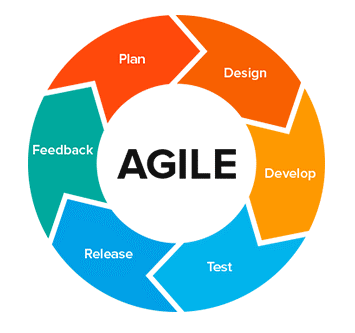 Plan
Design
Develop
Test
Release
Feedback
AGILE